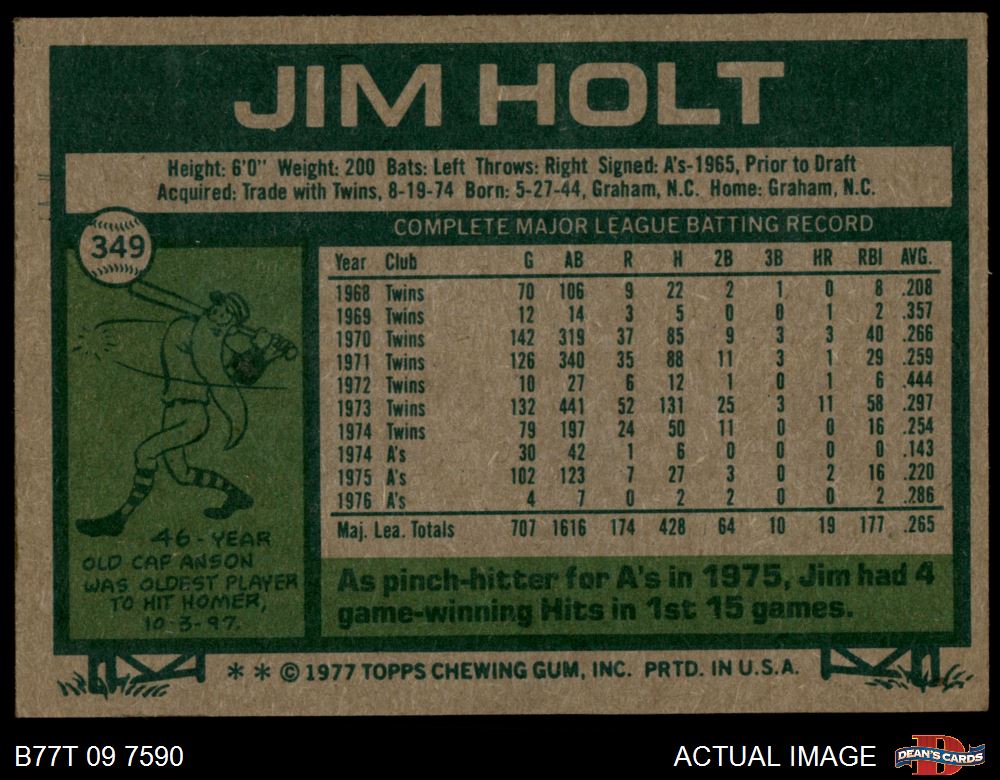 JIM HOLT
Height: 6'0" Weight: 200 Bats: Left Throws: Right Signed: A's-1965, Prior to Draft
Acquired: Trade with Twins, 8-19-74 Born: 5-27-44, Graham, N.C. Home: Graham, N.C.
349
COMPLETE MAJOR LEAGUE BATTING RECORD
Year Club G AB R H 2B 3B HR RBI AVG.
1968 Twins 70 106 9 22 2 1 0 8 .208
1969 Twins 12 14 3 5 0 0 1 2 .357
1970 Twins 142 319 37 85 9 3 3 40 .266
1971 Twins 126 340 35 88 11 3 1 29 .259
1972 Twins 10 27 6 12 1 0 1 6 .444
1973 Twins 132 441 52 131 25 3 11 58 .297
1974 Twins 79 197 24 50 11 0 0 16 .254
1974 A's 30 42 1 6 0 0 0 0 .143
1975 A's 102 123 7 27 3 0 2 16 .220
1976 A's 4 7 0 2 2 0 0 2 .286
Maj. Lea. Totals 707 1616 174 428 64 10 19 177 .265
46-YEAR
OLD CAP ANSON
WAS OLDEST PLAYER
TO HIT HOMER,
10-3-97.
As pinch-hitter for A's in 1975, Jim had 4
game-winning Hits in 1st 15 games.
* * © 1977 TOPPS CHEWING GUM, INC. PRTD. IN U.S.A.
B77T 09 7590
ACTUAL IMAGE
D
DEAN'S CARDS